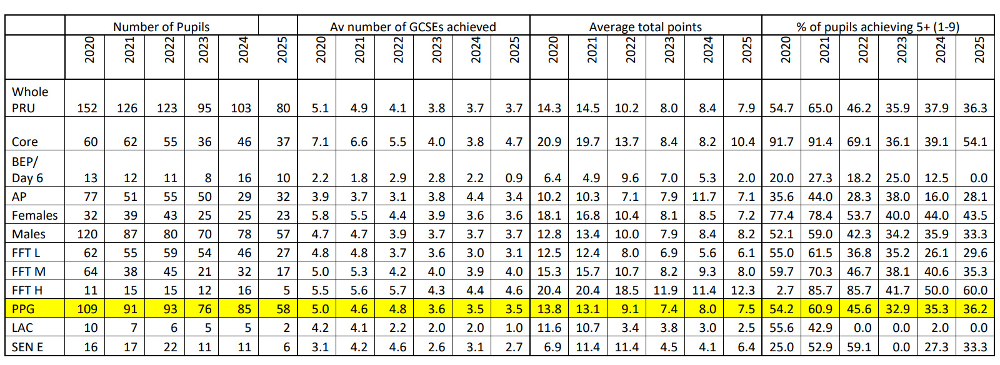 Number of Pupils Av number of GCSEs achieved Average total points % of pupils achieving 5+ (1-9)
2020 2021 2022 2023 2024 2025 2020 2021 2022 2023 2024 2025 2020 2021 2022 2023 2024 2025 2020 2021 2022 2023 2024 2025
Whole
PRU 152 126 123 95 103 80 5.1 4.9 4.1 3.8 3.7 3.7 14.3 14.5 10.2 8.0 8.4 7.9 54.7 65.0 46.2 35.9 37.9 36.3
Core 60 62 55 36 46 37 7.1 6.6 5.5 4.0 3.8 4.7 20.9 19.7 13.7 8.4 8.2 10.4 91.7 91.4 69.1 36.1 39.1 54.1
BEP/
Day 6 13 12 11 8 16 10 2.2 1.8 2.9 2.8 2.2 0.9 6.4 4.9 9.6 7.0 5.3 2.0 20.0 27.3 18.2 25.0 12.5 0.0
AP 77 51 55 50 29 32 3.9 3.7 3.1 3.8 4.4 3.4 10.2 10.3 7.1 7.9 11.7 7.1 35.6 44.0 28.3 38.0 16.0 28.1
Females 32 39 43 25 25 23 5.8 5.5 4.4 3.9 3.6 3.6 18.1 16.8 10.4 8.1 8.5 7.2 77.4 78.4 53.7 40.0 44.0 43.5
Males 120 87 80 70 78 57 4.7 4.7 3.9 3.7 3.7 3.7 12.8 13.4 10.0 7.9 8.4 8.2 52.1 59.0 42.3 34.2 35.9 33.3
FFT L 62 55 59 54 46 27 4.8 4.8 3.7 3.6 3.0 3.1 12.5 12.4 8.0 6.9 5.6 6.1 55.0 61.5 36.8 35.2 26.1 29.6
FFT M 64 38 45 21 32 17 5.0 5.3 4.2 4.0 3.9 4.0 15.3 15.7 10.7 8.2 9.3 8.0 59.7 70.3 46.7 38.1 40.6 35.3
FFT H 11 15 15 12 16 5 5.5 5.6 5.7 4.3 4.4 4.6 20.4 20.4 18.5 11.9 11.4 12.3 2.7 85.7 85.7 41.7 50.0 60.0
PPG 109 91 93 76 85 58 5.0 4.6 4.8 3.6 3.5 3.5 13.8 13.1 9.1 7.4 8.0 7.5 54.2 60.9 45.6 32.9 35.3 36.2
LAC 10 7 6 5 5 2 4.2 4.1 2.2 2.0 2.0 1.0 11.6 10.7 3.4 3.8 3.0 2.5 55.6 42.9 0.0 0.0 2.0 0.0
SEN E 16 17 22 11 11 6 3.1 4.2 4.6 2.6 3.1 2.7 6.9 11.4 11.4 4.5 4.1 6.4 25.0 52.9 59.1 0.0 27.3 33.3